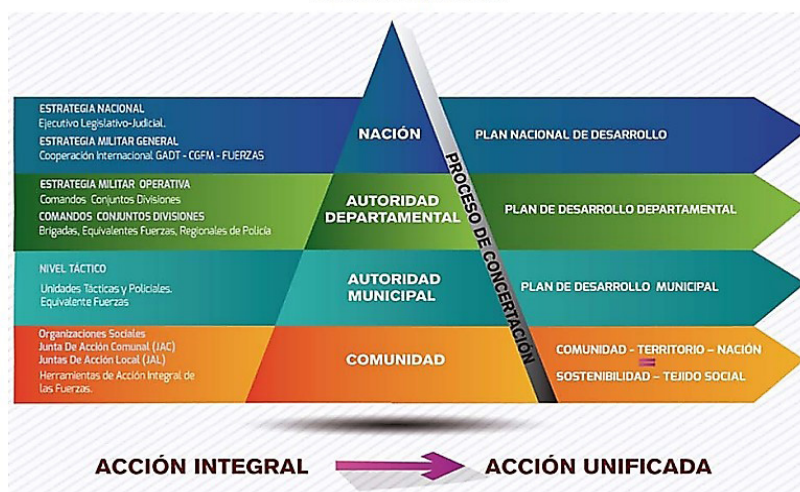 ESTRATEGIA NACIONAL
Ejecutivo Legislativo-Judicial.
ESTRATEGIA MILITAR GENERAL
Cooperación Internacional GADT - CGFM - FUERZAS
NACIÓN
PLAN NACIONAL DE DESARROLLO
ESTRATEGIA MILITAR OPERATIVA
Comandos Conjuntos Divisiones
COMANDOS CONJUNTOS DIVISIONES
Brigadas, Equivalentes Fuerzas, Regionales de Policía
AUTORIDAD
DEPARTAMENTAL
PLAN DE DESARROLLO DEPARTAMENTAL
NIVEL TÁCTICO
Unidades Tácticas y Policiales.
Equivalente Fuerzas
AUTORIDAD
MUNICIPAL
PLAN DE DESARROLLO MUNICIPAL
Organizaciones Sociales
Junta De Acción Comunal (JAC)
Juntas De Acción Local (JAL)
Herramientas de Acción Integral de
las Fuerzas.
COMUNIDAD
COMUNIDAD - TERRITORIO – NACIÓN
=
SOSTENIBILIDAD – TEJIDO SOCIAL
PROCESO DE CONCERTACIÓN
ACCIÓN INTEGRAL
ACCIÓN UNIFICADA